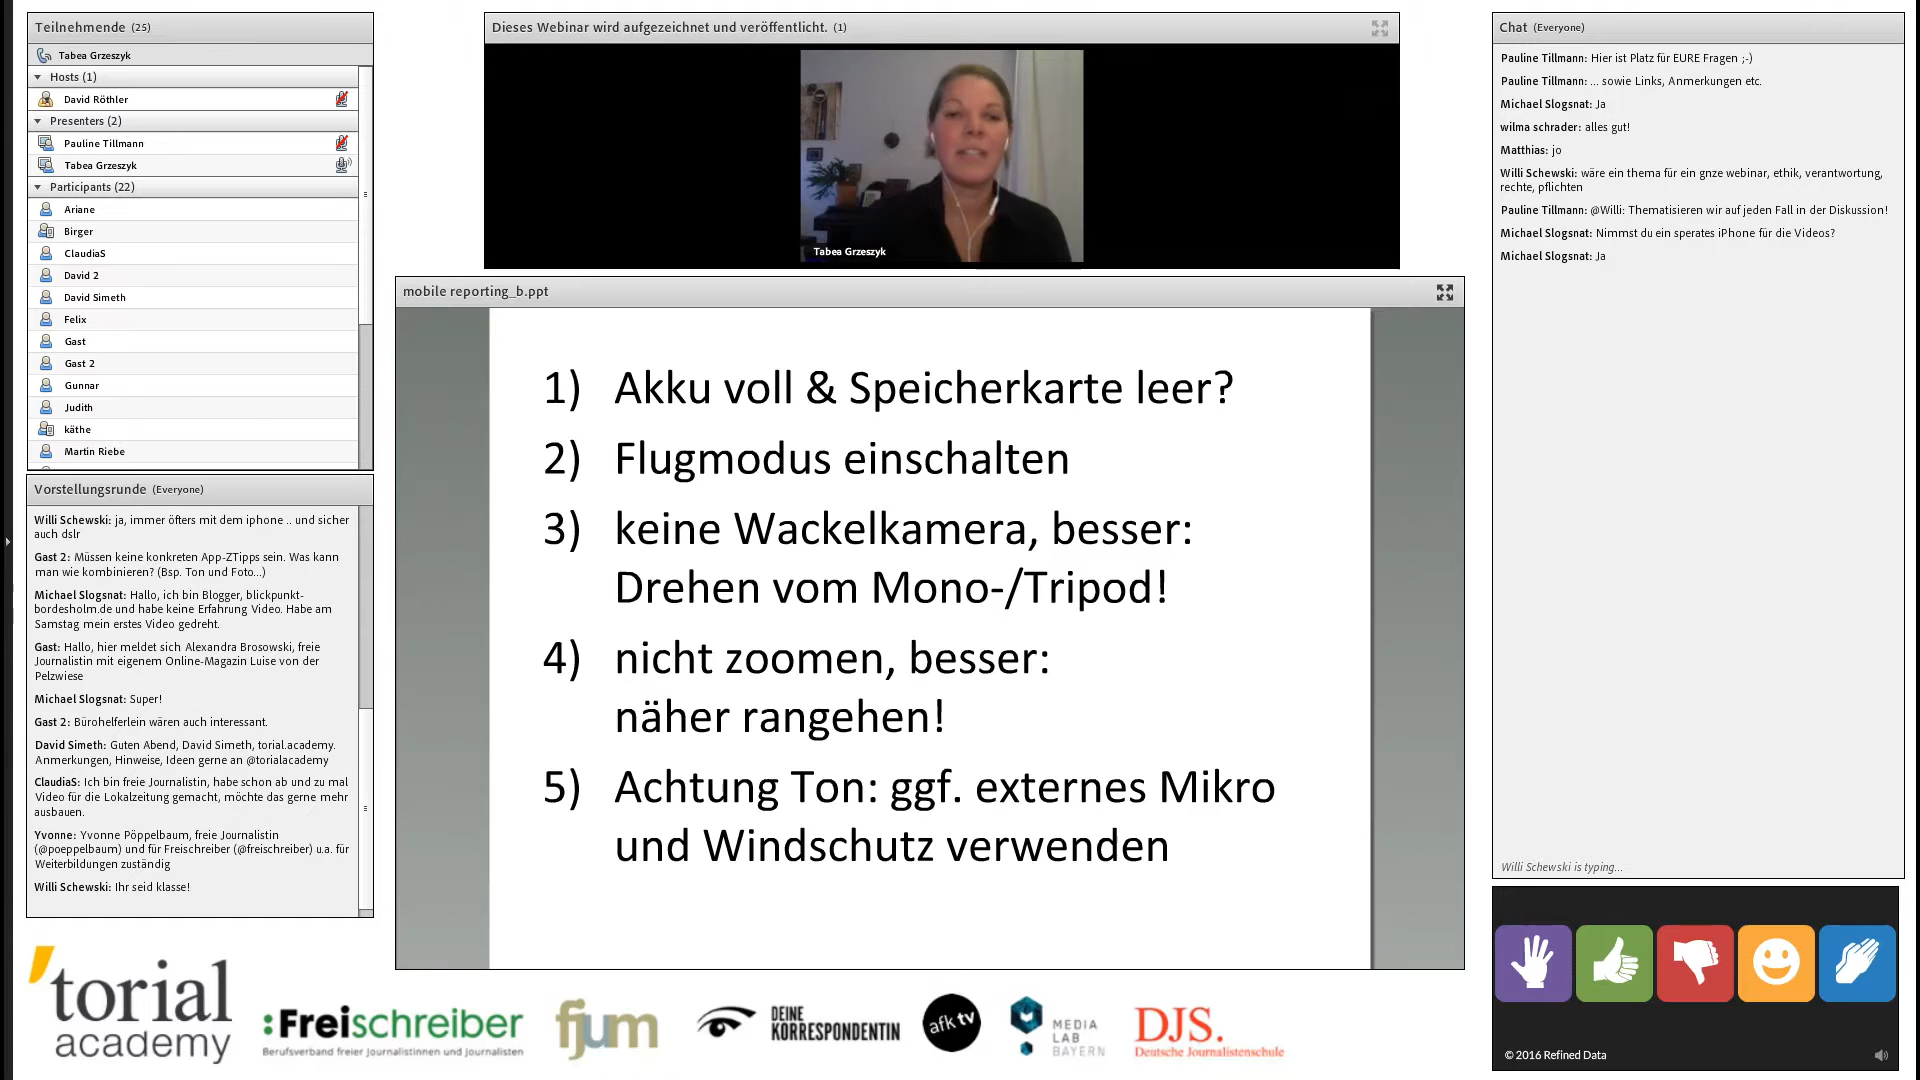 Teilnehmende (25)
Tabea Grzeszyk
Hosts (1)
David Röthler
Presenters (2)
Pauline Tillmann
Tabea Grzeszyk
Participants (22)
Ariane
Birger
ClaudiaS
David 2
David Simeth
Felix
Gast
Gast 2
Gunnar
Judith
käthe
Martin Riebe
Vorstellungsrunde (Everyone)
Willi Schewski: ja, immer öfters mit dem iphone .. und sicher
auch dslr
Gast 2: Müssen keine konkreten App-ZTipps sein. Was kann
man wie kombinieren? (Bsp. Ton und Foto...)
Michael Slogsnat: Hallo, ich bin Blogger, blickpunkt-
bordesholm.de und habe keine Erfahrung Video. Habe am
Samstag mein erstes Video gedreht.
Gast: Hallo, hier meldet sich Alexandra Brosowski, freie
Journalistin mit eigenem Online-Magazin Luise von der
Pelzwiese
Michael Slogsnat: Super!
Gast 2: Bürohelferlein wären auch interessant.
David Simeth: Guten Abend, David Simeth, torial.academy.
Anmerkungen, Hinweise, Ideen gerne an @torialacademy
ClaudiaS: Ich bin freie Journalistin, habe schon ab und zu mal
Video für die Lokalzeitung gemacht, möchte das gerne mehr
ausbauen.
Yvonne: Yvonne Pöppelbaum, freie Journalistin
(@poeppelbaum) und für Freischreiber (@freischreiber) u.a. für
Weiterbildungen zuständig
Willi Schewski: Ihr seid klasse!
Dieses Webinar wird aufgezeichnet und veröffentlicht. (1)
Tabea Grzeszyk
mobile reporting_b.ppt
1) Akku voll & Speicherkarte leer?
2) Flugmodus einschalten
3) keine Wackelkamera, besser:
Drehen vom Mono-/Tripod!
4) nicht zoomen, besser:
näher rangehen!
5) Achtung Ton: ggf. externes Mikro
und Windschutz verwenden
Chat (Everyone)
Pauline Tillmann: Hier ist Platz für EURE Fragen ;-)
Pauline Tillmann: ... sowie Links, Anmerkungen etc.
Michael Slogsnat: Ja
wilma schrader: alles gut!
Matthias: jo
Willi Schewski: wäre ein thema für ein gnze webinar, ethik, verantwortung,
rechte, pflichten
Pauline Tillmann: @Willi: Thematisieren wir auf jeden Fall in der Diskussion!
Michael Slogsnat: Nimmst du ein sperates iPhone für die Videos?
Michael Slogsnat: Ja
Willi Schewski is typing...
© 2016 Refined Data
'torial
academy
:Freischreiber
Berufsverband freier Journalistinnen und Journalisten
fjum
DEINE
KORRESPONDENTIN
afk tv
MEDIA
LAB
BAYERN
DJS.
Deutsche Journalistenschule